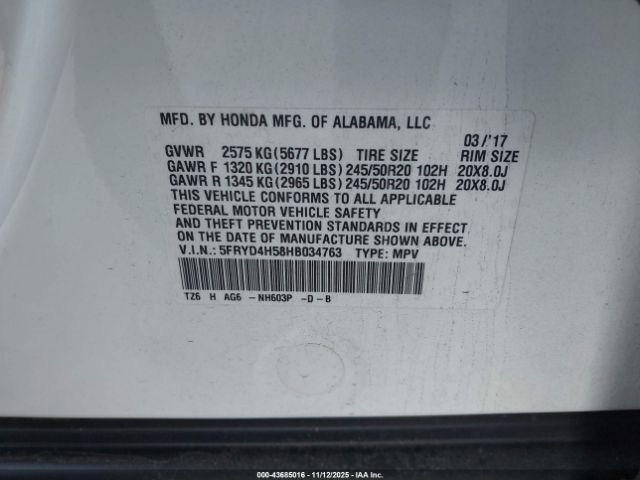 MFD. BY HONDA MFG. OF ALABAMA, LLC
03/'17
GVWR 2575 KG(5677 LBS) TIRE SIZE RIM SIZE
GAWR F 1320 KG(2910 LBS)245/50R20 102H 20X8.0J
GAWR R 1345 KG(2965 LBS)245/50R20 102H 20X8.0J
THIS VEHICLE CONFORMS TO ALL APPLICABLE
FEDERAL MOTOR VEHICLE SAFETY
AND THEFT PREVENTION STANDARDS IN EFFECT
ON THE DATE OF MANUFACTURE SHOWN ABOVE.
V.I.N.: 5FRYD4H58HB034763 TYPE: MPV
TZ6 H AG6 -NH603P -D-B
000-43685016 - 11/12/2025 - IAA Inc.